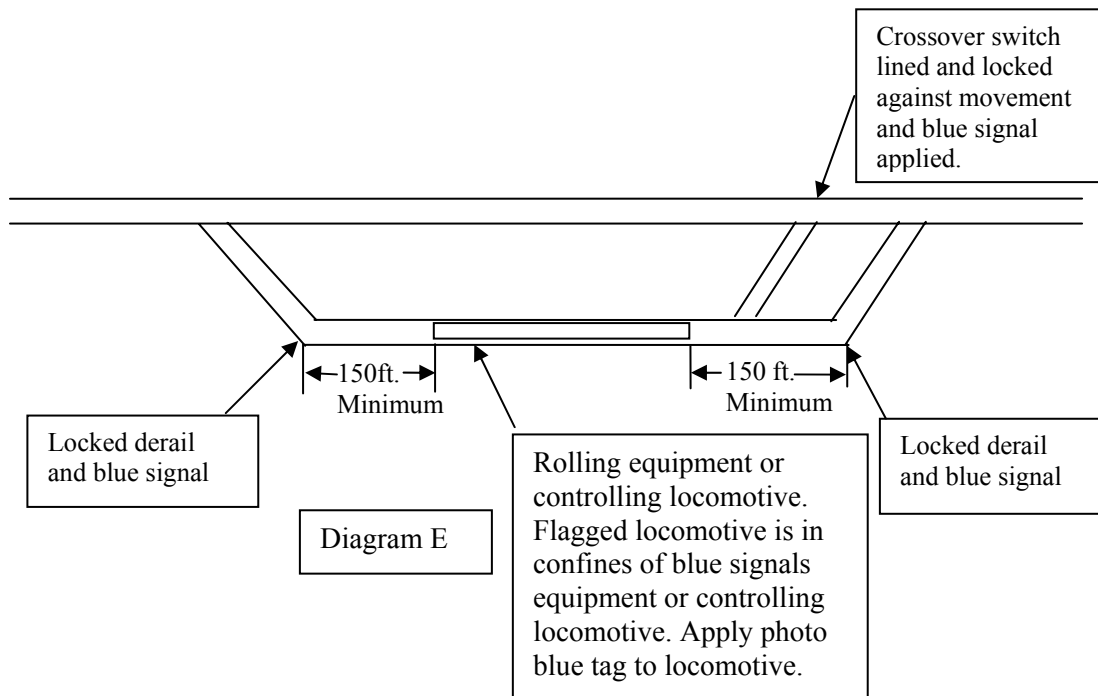 Crossover switch
lined and locked
against movement
and blue signal
applied.
150ft.
Minimum
150 ft.
Minimum
Locked derail
and blue signal
Diagram E
Rolling equipment or
controlling locomotive.
Flagged locomotive is in
confines of blue signals
equipment or controlling
locomotive. Apply photo
blue tag to locomotive.
Locked derail
and blue signal